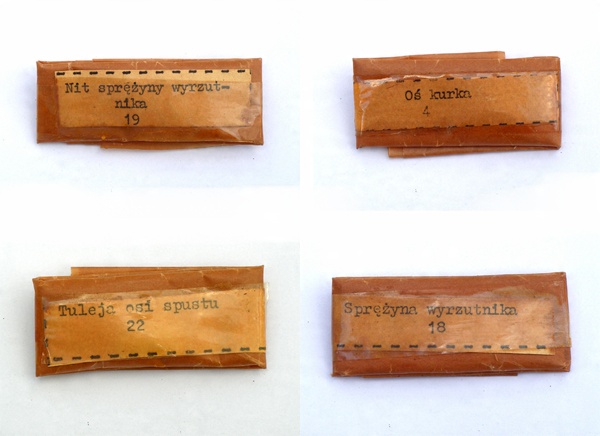 Nit sprężyny wyrzut-
nika
19
Oś kurka
4
Tuleja osi spustu
22
Sprężyna wyrzutnika
18